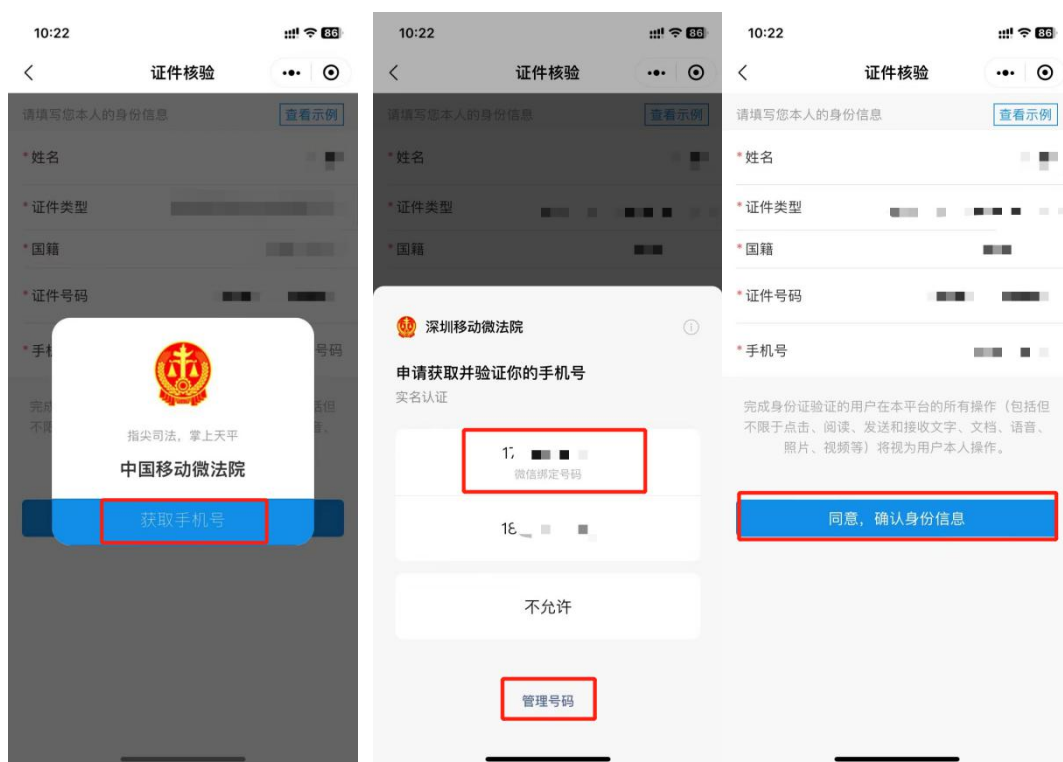 10:22
86
证件核验
请填写您本人的身份信息
查看示例
*姓名
*证件类型
*国籍
*证件号码
*手
号码
完成
括但
不限
音、
指尖司法，掌上天平
中国移动微法院
获取手机号
10:22
86
证件核验
请填写您本人的身份信息
查看示例
*姓名
*证件类型
*国籍
深圳移动微法院
申请获取并验证你的手机号
实名认证
17
微信绑定号码
18
不允许
管理号码
10:22
86
证件核验
请填写您本人的身份信息
查看示例
*姓名
*证件类型
*国籍
*证件号码
*手机号
完成身份证验证的用户在本平台的所有操作（包括但
不限于点击、阅读、发送和接收文字、文档、语音、
照片、视频等）将视为用户本人操作。
同意，确认身份信息